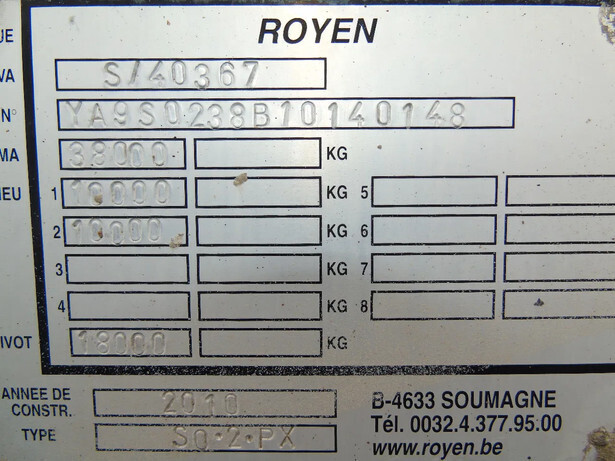 ROYEN
VA S/40367
N° YA9S0238B10140148
MA 38000 KG
IEU 1 10000 KG 5
2 10000 KG 6
3 KG 7
4 KG 8
IVOT 18000 KG
ANNEE DE CONSTR. 2010
TYPE SO·2·PX
B-4633 SOUMAGNE
Tél. 0032.4.377.95.00
www.royen.be